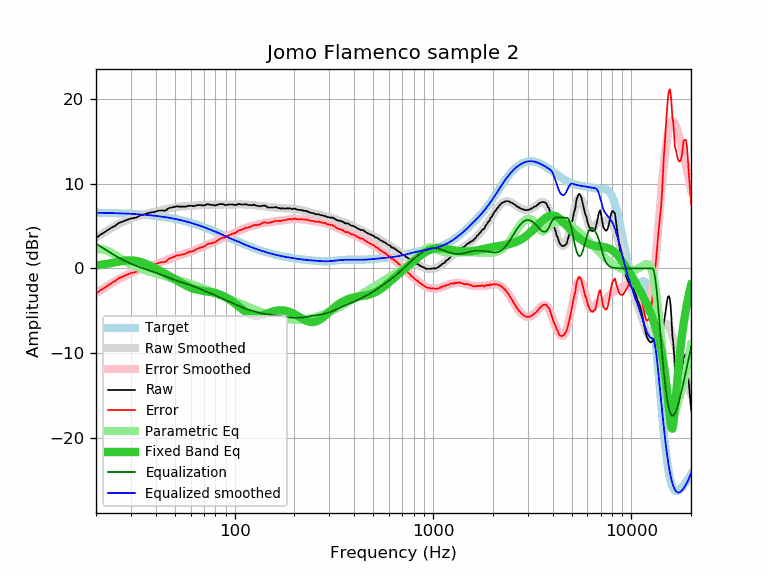 Jomo Flamenco sample 2
Amplitude (dBr)
20
10
0
−10
−20
Target
Raw Smoothed
Error Smoothed
Raw
Error
Parametric Eq
Fixed Band Eq
Equalization
Equalized smoothed
100
1000
10000
Frequency (Hz)